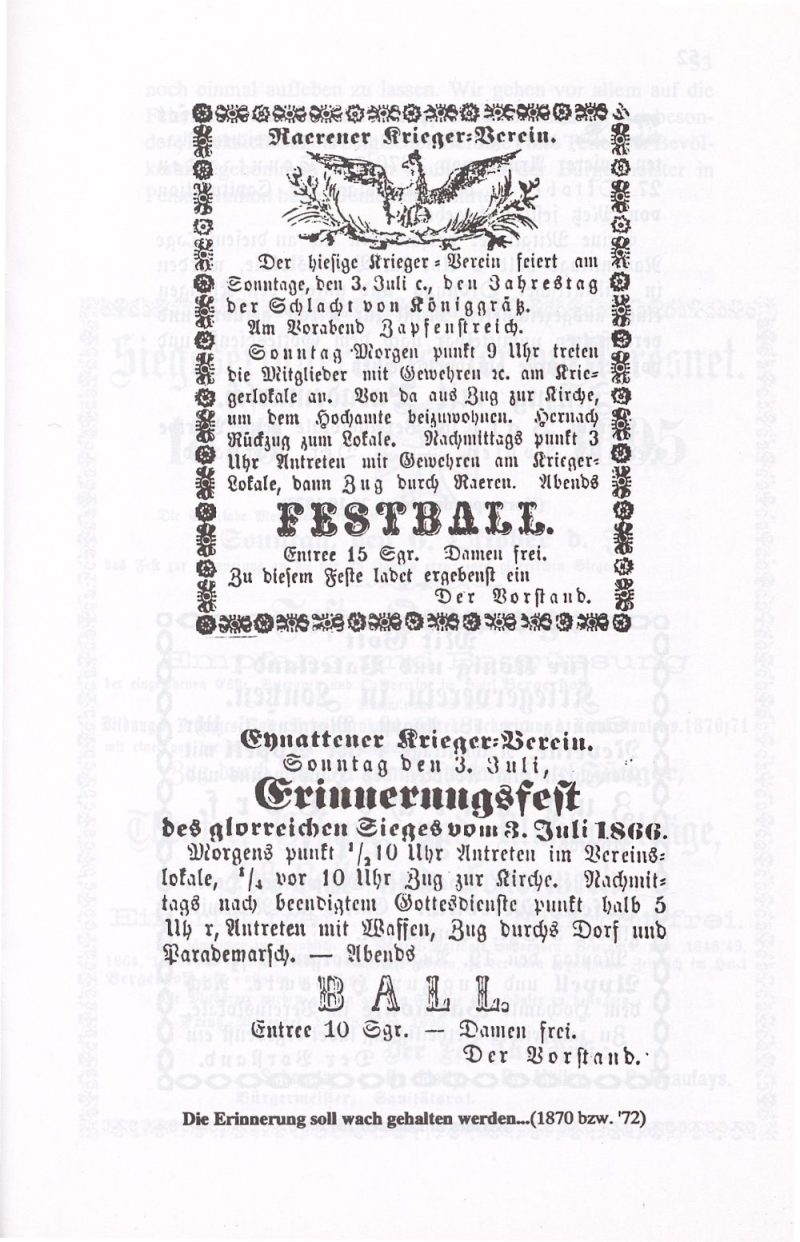 Raerener Krieger-Verein.
Der hiesige Krieger-Verein feiert am
Sonntage, den 3. Juli c., den Jahrestag
der Schlacht von Königgrätz.
Am Vorabend Zapfenstreich.
Sonntag Morgen punkt 9 Uhr treten
die Mitglieder mit Gewehren ꝛc. am Krie-
gerlokale an. Von da aus Zug zur Kirche,
um dem Hochamte beizuwohnen. Hernach
Rückzug zum Lokale. Nachmittags punkt 3
Uhr Antreten mit Gewehren am Krieger-
Lokale, dann Zug durch Raeren. Abends
FESTBALL.
Entree 15 Sgr. Damen frei.
Zu diesem Feste ladet ergebenst ein
Der Vorstand.
Eynattener Krieger-Verein.
Sonntag den 3. Juli,
Erinnerungsfest
des glorreichen Sieges vom 3. Juli 1866.
Morgens punkt 1/2 10 Uhr Antreten im Vereins-
lokale, 1/4 vor 10 Uhr Zug zur Kirche. Nachmit-
tags nach beendigtem Gottesdienste punkt halb 5
Uh r, Antreten mit Waffen, Zug durchs Dorf und
Parademarsch. — Abends
BALL.
Entree 10 Sgr. — Damen frei.
Der Vorstand.
Die Erinnerung soll wach gehalten werden...(1870 bzw. '72)